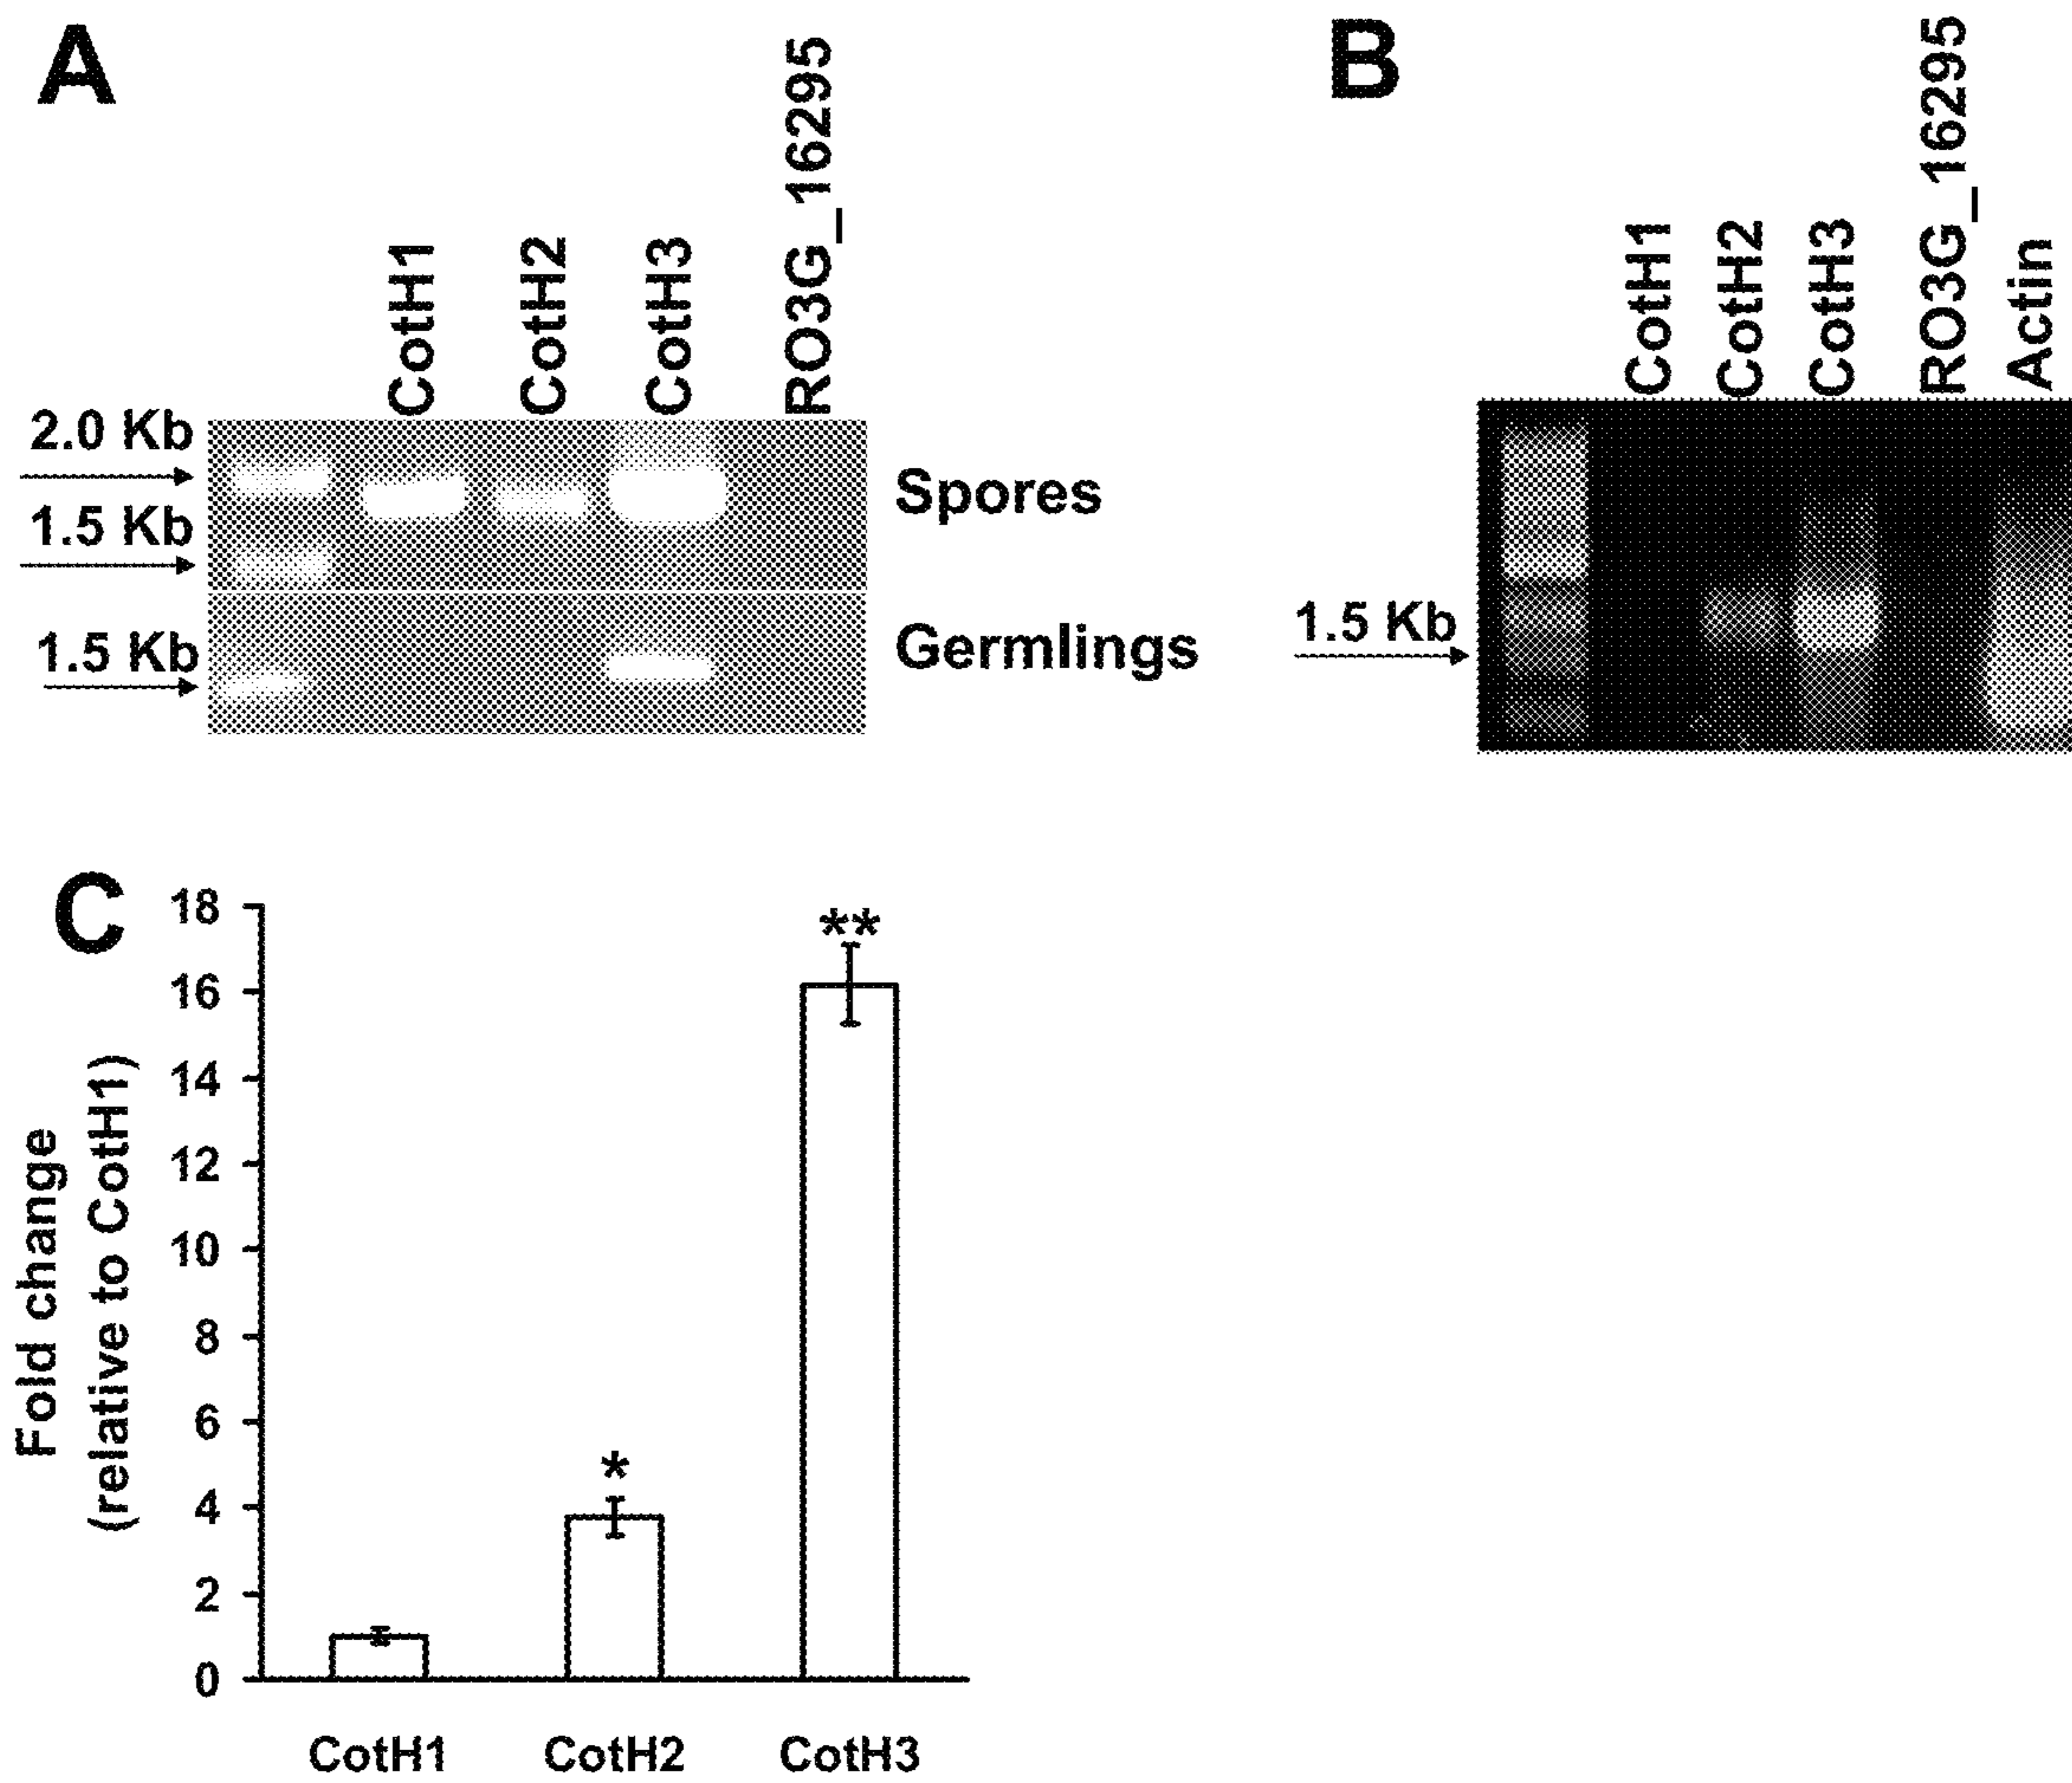 A
CotH1
CotH2
CotH3
RO3G_16295
2.0 Kb
1.5 Kb
1.5 Kb
Spores
Germlings
B
CotH1
CotH2
CotH3
RO3G_16295
Actin
1.5 Kb
C
Fold change
(relative to CotH1)
18
16
14
12
10
8
6
4
2
0
**
*
CotH1 CotH2 CotH3